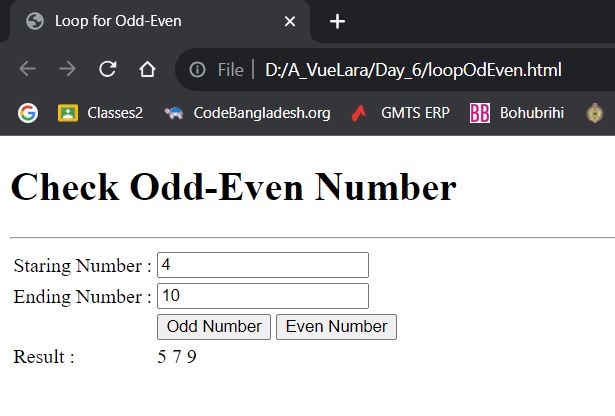 Loop for Odd-Even
File | D:/A_VueLara/Day_6/loopOdEven.html
Classes2 CodeBangladesh.org GMTS ERP BB Bohubrihi
Check Odd-Even Number
Staring Number : 4
Ending Number : 10
Odd Number Even Number
Result : 5 7 9